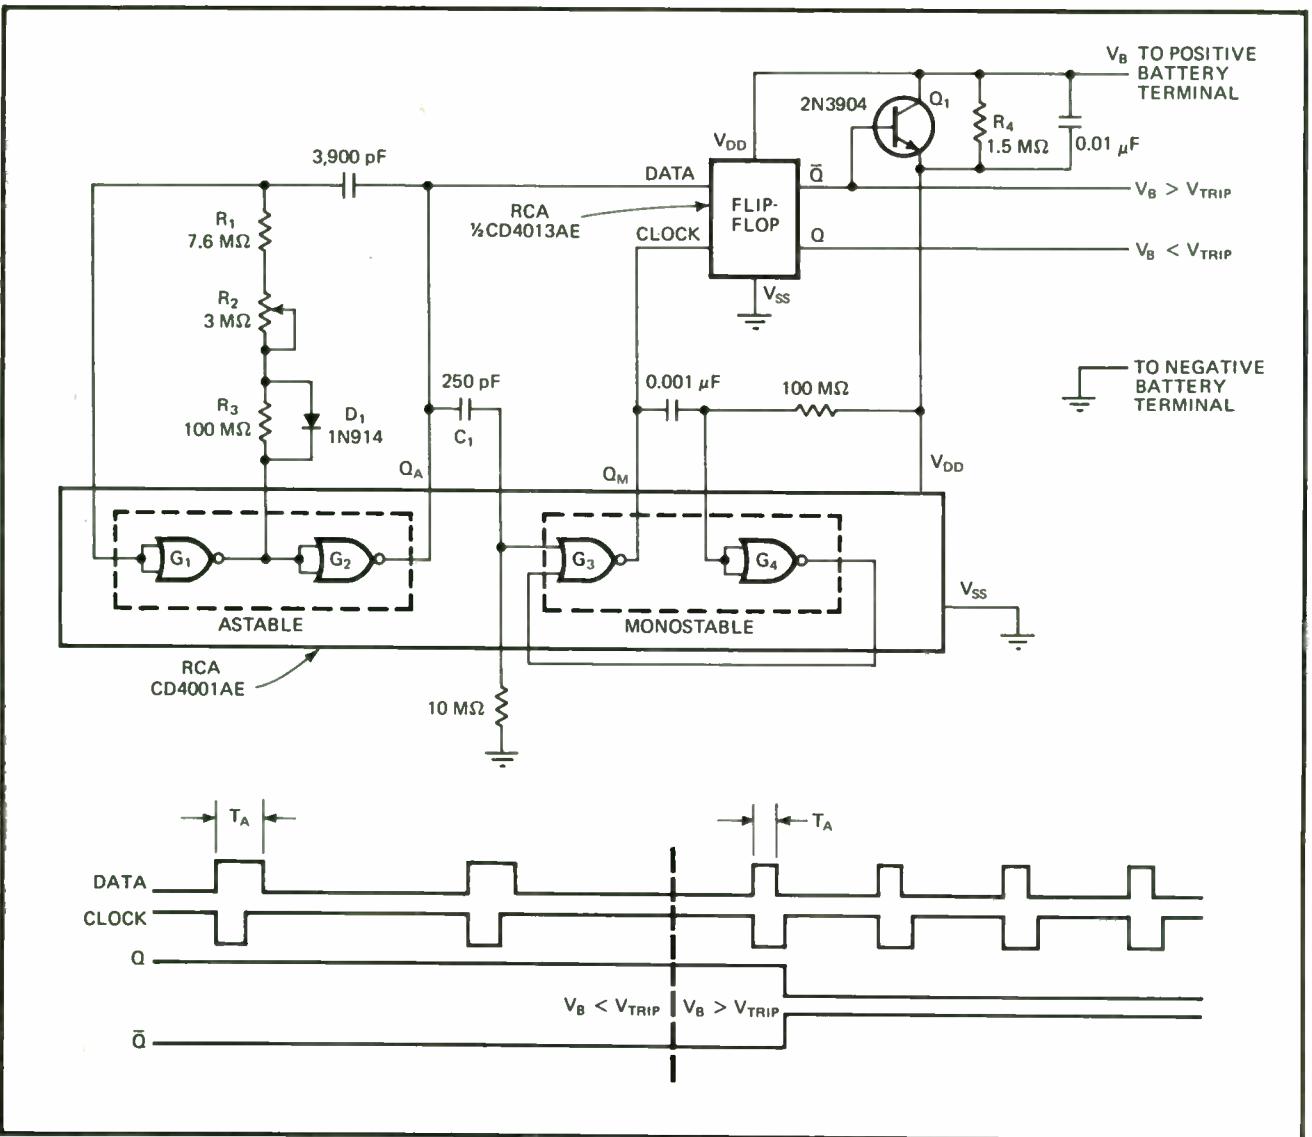 V_B TO POSITIVE
BATTERY
TERMINAL
2N3904
Q₁
R₄
1.5 MΩ
0.01 μF
V_DD
3,900 pF
DATA
Q̄
V_B > V_TRIP
RCA
½CD4013AE
FLIP-
FLOP
R₁
7.6 MΩ
CLOCK
Q
V_B < V_TRIP
V_SS
R₂
3 MΩ
250 pF
0.001 μF
100 MΩ
TO NEGATIVE
BATTERY
TERMINAL
R₃
100 MΩ
D₁
1N914
C₁
Q_A
Q_M
V_DD
G₁
G₂
G₃
G₄
V_SS
ASTABLE
MONOSTABLE
RCA
CD4001AE
10 MΩ
T_A
T_A
DATA
CLOCK
Q
V_B < V_TRIP
V_B > V_TRIP
Q̄